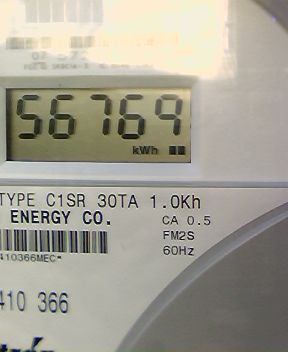 56769
kWh
TYPE C1SR 30TA 1.0Kh
ENERGY CO.
CA 0.5
FM2S
60Hz
410366MEC*
410 366